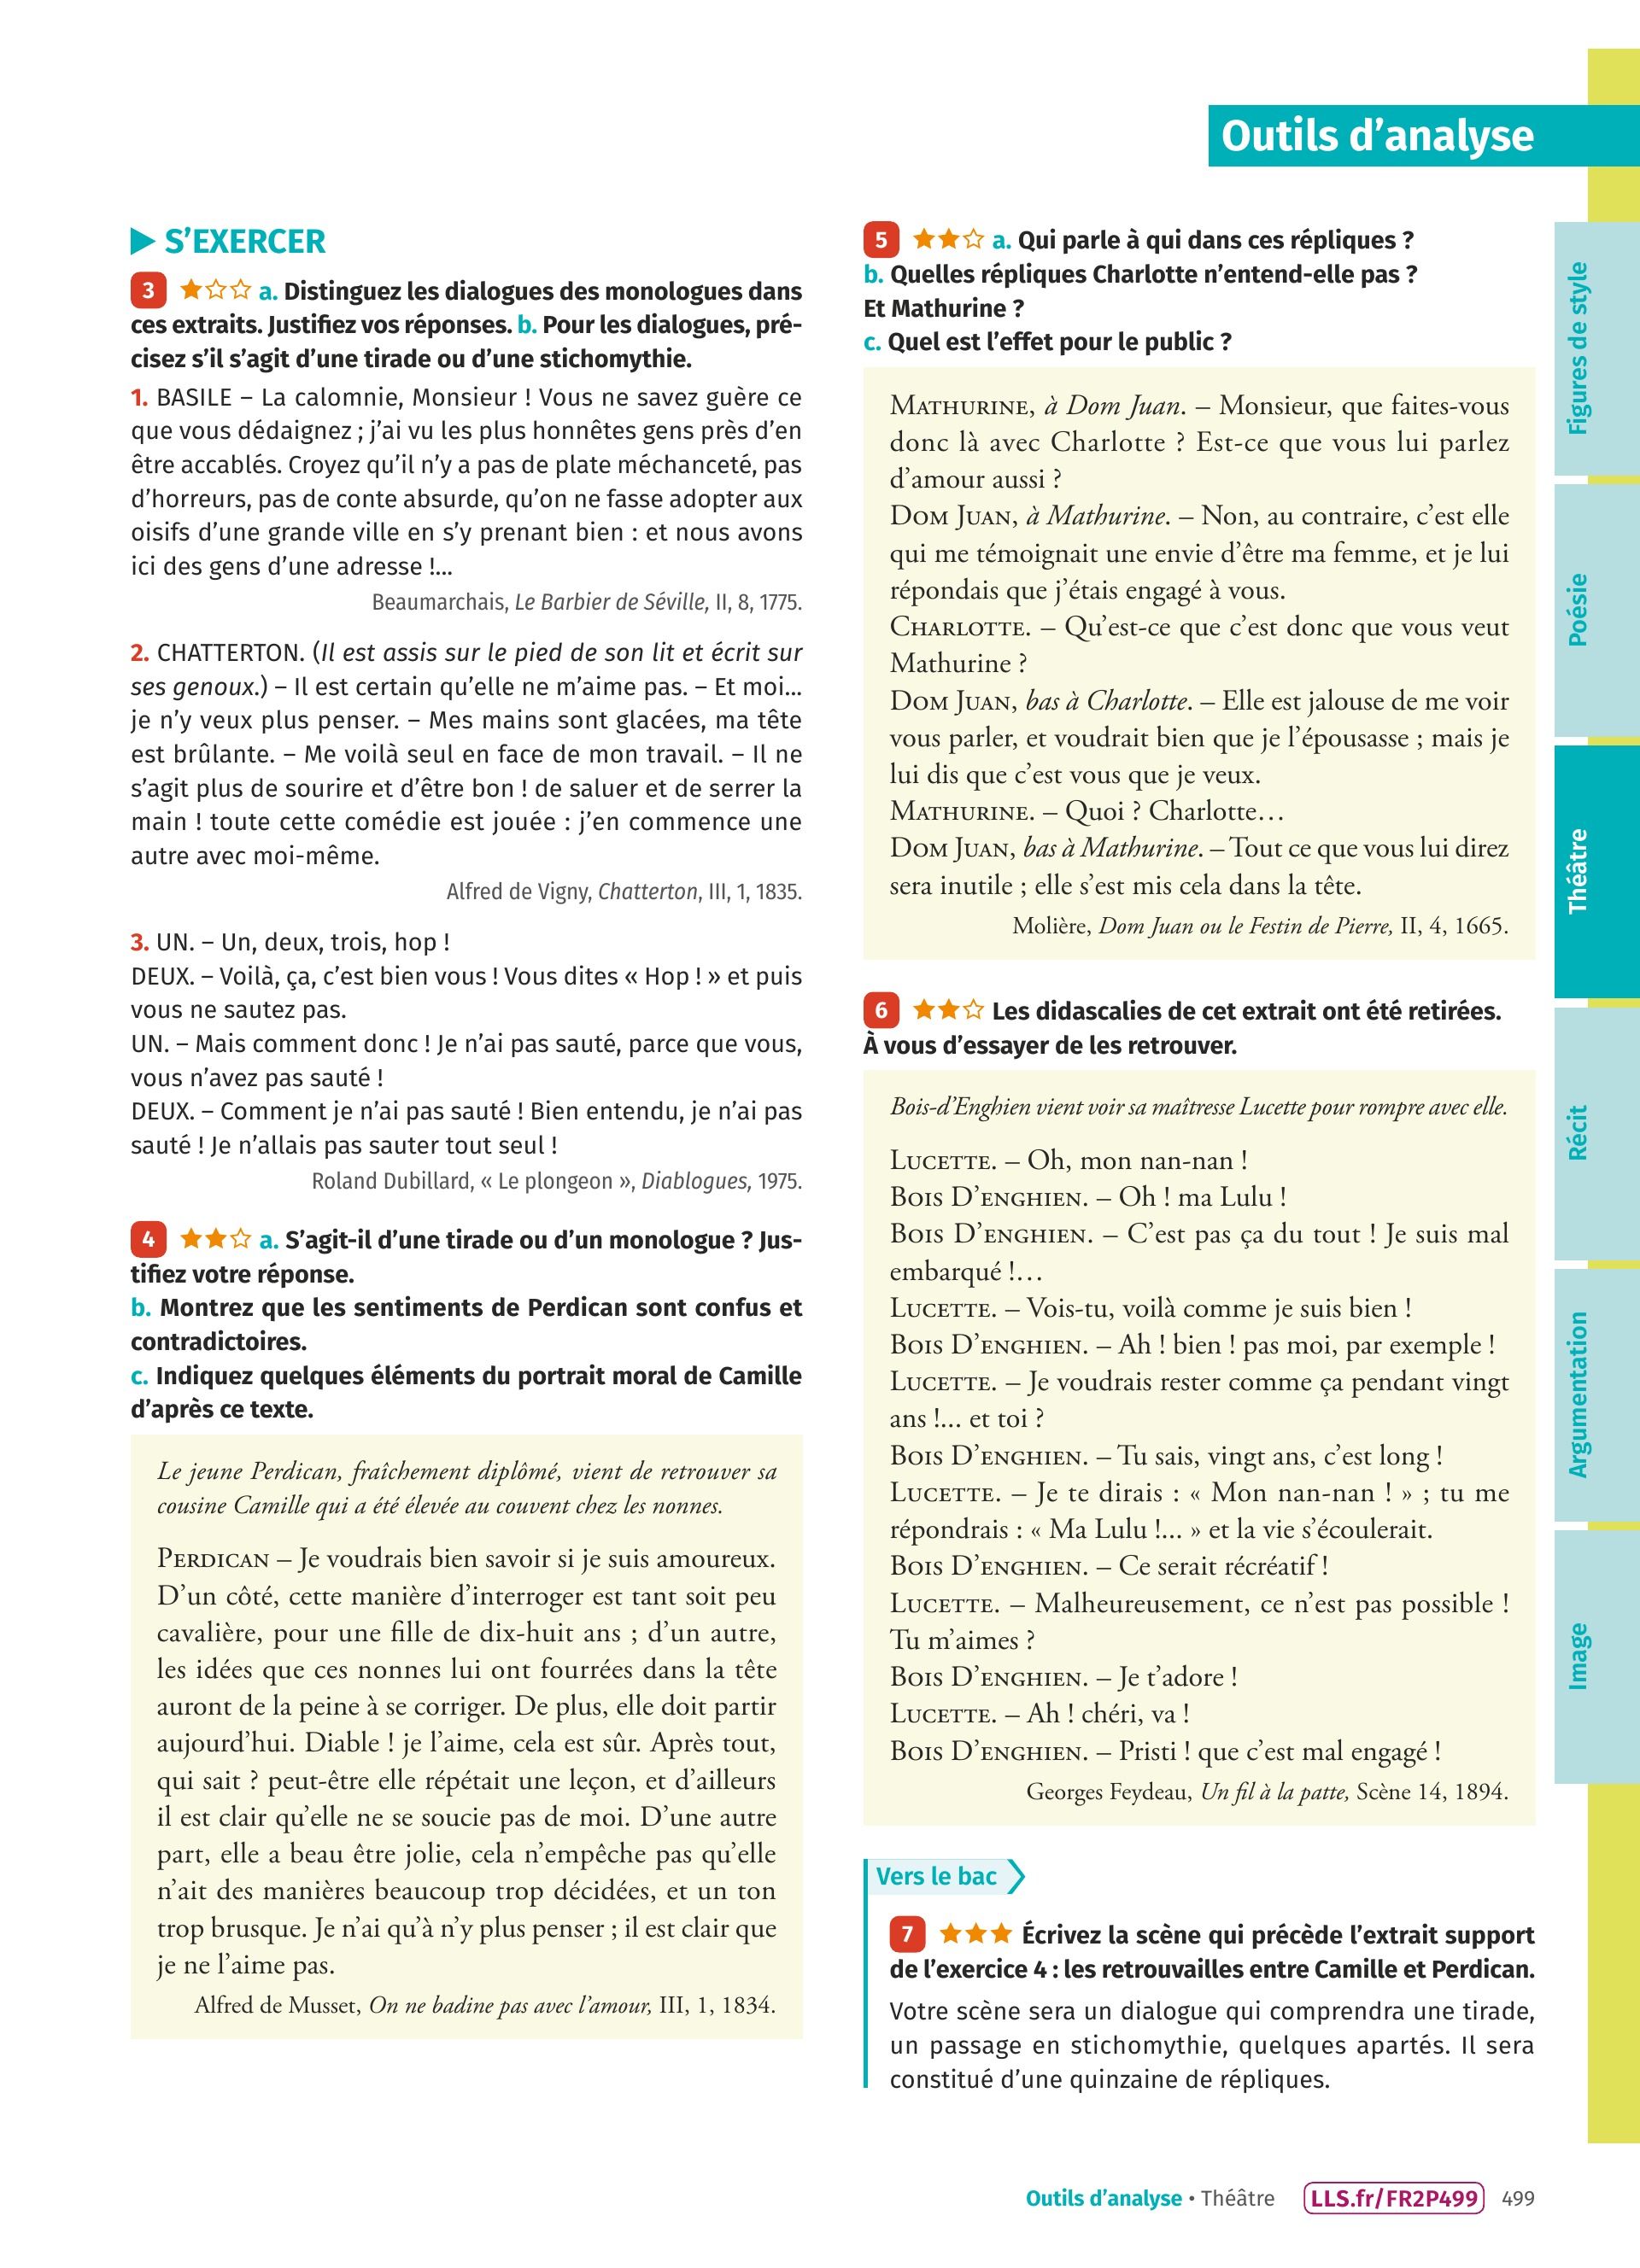 Outils d’analyse
S’EXERCER
3 a. Distinguez les dialogues des monologues dans
ces extraits. Justifiez vos réponses. b. Pour les dialogues, pré-
cisez s’il s’agit d’une tirade ou d’une stichomythie.
1. BASILE – La calomnie, Monsieur ! Vous ne savez guère ce
que vous dédaignez ; j’ai vu les plus honnêtes gens près d’en
être accablés. Croyez qu’il n’y a pas de plate méchanceté, pas
d’horreurs, pas de conte absurde, qu’on ne fasse adopter aux
oisifs d’une grande ville en s’y prenant bien : et nous avons
ici des gens d’une adresse !...
Beaumarchais, Le Barbier de Séville, II, 8, 1775.
2. CHATTERTON. (Il est assis sur le pied de son lit et écrit sur
ses genoux.) – Il est certain qu’elle ne m’aime pas. – Et moi...
je n’y veux plus penser. – Mes mains sont glacées, ma tête
est brûlante. – Me voilà seul en face de mon travail. – Il ne
s’agit plus de sourire et d’être bon ! de saluer et de serrer la
main ! toute cette comédie est jouée : j’en commence une
autre avec moi-même.
Alfred de Vigny, Chatterton, III, 1, 1835.
3. UN. – Un, deux, trois, hop !
DEUX. – Voilà, ça, c’est bien vous ! Vous dites « Hop ! » et puis
vous ne sautez pas.
UN. – Mais comment donc ! Je n’ai pas sauté, parce que vous,
vous n’avez pas sauté !
DEUX. – Comment je n’ai pas sauté ! Bien entendu, je n’ai pas
sauté ! Je n’allais pas sauter tout seul !
Roland Dubillard, « Le plongeon », Diablogues, 1975.
4 a. S’agit-il d’une tirade ou d’un monologue ? Jus-
tifiez votre réponse.
b. Montrez que les sentiments de Perdican sont confus et
contradictoires.
c. Indiquez quelques éléments du portrait moral de Camille
d’après ce texte.
Le jeune Perdican, fraîchement diplômé, vient de retrouver sa
cousine Camille qui a été élevée au couvent chez les nonnes.
PERDICAN – Je voudrais bien savoir si je suis amoureux.
D’un côté, cette manière d’interroger est tant soit peu
cavalière, pour une fille de dix-huit ans ; d’un autre,
les idées que ces nonnes lui ont fourrées dans la tête
auront de la peine à se corriger. De plus, elle doit partir
aujourd’hui. Diable ! je l’aime, cela est sûr. Après tout,
qui sait ? peut-être elle répétait une leçon, et d’ailleurs
il est clair qu’elle ne se soucie pas de moi. D’une autre
part, elle a beau être jolie, cela n’empêche pas qu’elle
n’ait des manières beaucoup trop décidées, et un ton
trop brusque. Je n’ai qu’à n’y plus penser ; il est clair que
je ne l’aime pas.
Alfred de Musset, On ne badine pas avec l’amour, III, 1, 1834.
5 a. Qui parle à qui dans ces répliques ?
b. Quelles répliques Charlotte n’entend-elle pas ?
Et Mathurine ?
c. Quel est l’effet pour le public ?
MATHURINE, à Dom Juan. – Monsieur, que faites-vous
donc là avec Charlotte ? Est-ce que vous lui parlez
d’amour aussi ?
DOM JUAN, à Mathurine. – Non, au contraire, c’est elle
qui me témoignait une envie d’être ma femme, et je lui
répondais que j’étais engagé à vous.
CHARLOTTE. – Qu’est-ce que c’est donc que vous veut
Mathurine ?
DOM JUAN, bas à Charlotte. – Elle est jalouse de me voir
vous parler, et voudrait bien que je l’épousasse ; mais je
lui dis que c’est vous que je veux.
MATHURINE. – Quoi ? Charlotte…
DOM JUAN, bas à Mathurine. – Tout ce que vous lui direz
sera inutile ; elle s’est mis cela dans la tête.
Molière, Dom Juan ou le Festin de Pierre, II, 4, 1665.
6 Les didascalies de cet extrait ont été retirées.
À vous d’essayer de les retrouver.
Bois-d’Enghien vient voir sa maîtresse Lucette pour rompre avec elle.
LUCETTE. – Oh, mon nan-nan !
BOIS D’ENGHIEN. – Oh ! ma Lulu !
BOIS D’ENGHIEN. – C’est pas ça du tout ! Je suis mal
embarqué !…
LUCETTE. – Vois-tu, voilà comme je suis bien !
BOIS D’ENGHIEN. – Ah ! bien ! pas moi, par exemple !
LUCETTE. – Je voudrais rester comme ça pendant vingt
ans !… et toi ?
BOIS D’ENGHIEN. – Tu sais, vingt ans, c’est long !
LUCETTE. – Je te dirais : « Mon nan-nan ! » ; tu me
répondrais : « Ma Lulu !… » et la vie s’écoulerait.
BOIS D’ENGHIEN. – Ce serait récréatif !
LUCETTE. – Malheureusement, ce n’est pas possible !
Tu m’aimes ?
BOIS D’ENGHIEN. – Je t’adore !
LUCETTE. – Ah ! chéri, va !
BOIS D’ENGHIEN. – Pristi ! que c’est mal engagé !
Georges Feydeau, Un fil à la patte, Scène 14, 1894.
Vers le bac
7 Écrivez la scène qui précède l’extrait support
de l’exercice 4 : les retrouvailles entre Camille et Perdican.
Votre scène sera un dialogue qui comprendra une tirade,
un passage en stichomythie, quelques apartés. Il sera
constitué d’une quinzaine de répliques.
Figures de style
Poésie
Théâtre
Récit
Argumentation
Image
Outils d’analyse • Théâtre LLS.fr/FR2P499 499